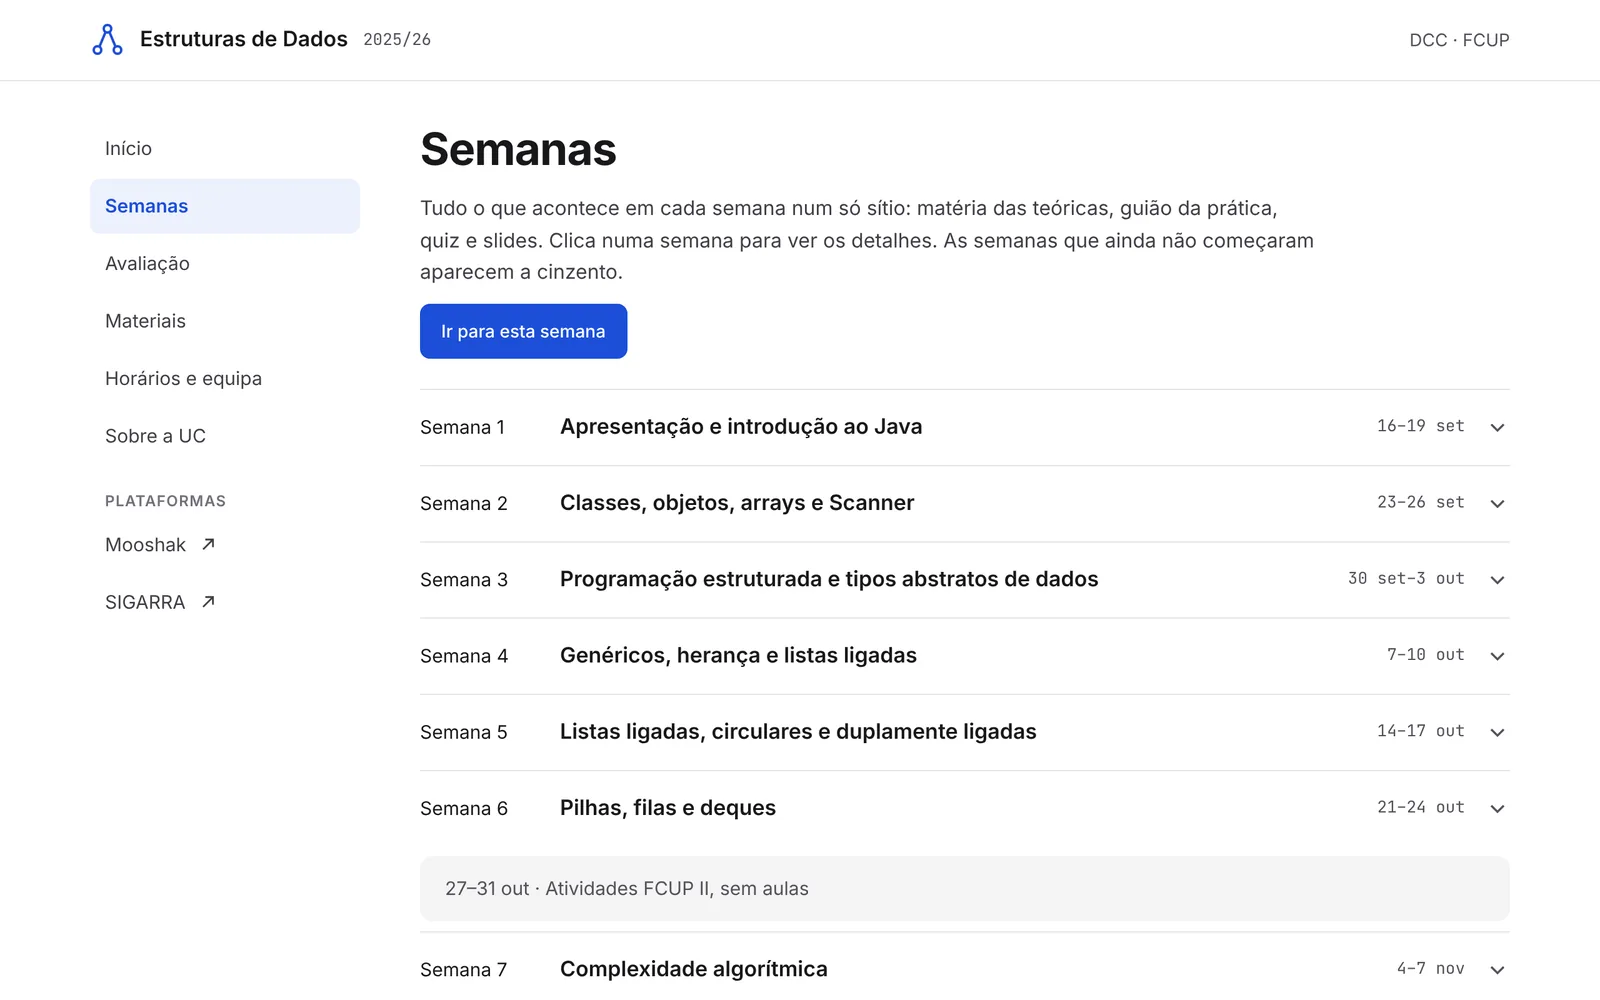 Estruturas de Dados 2025/26
DCC · FCUP
Início
Semanas
Avaliação
Materiais
Horários e equipa
Sobre a UC
PLATAFORMAS
Mooshak ↗
SIGARRA ↗
Semanas
Tudo o que acontece em cada semana num só sítio: matéria das teóricas, guião da prática,
quiz e slides. Clica numa semana para ver os detalhes. As semanas que ainda não começaram
aparecem a cinzento.
Ir para esta semana
Semana 1 Apresentação e introdução ao Java 16–19 set
Semana 2 Classes, objetos, arrays e Scanner 23–26 set
Semana 3 Programação estruturada e tipos abstratos de dados 30 set–3 out
Semana 4 Genéricos, herança e listas ligadas 7–10 out
Semana 5 Listas ligadas, circulares e duplamente ligadas 14–17 out
Semana 6 Pilhas, filas e deques 21–24 out
27–31 out · Atividades FCUP II, sem aulas
Semana 7 Complexidade algorítmica 4–7 nov